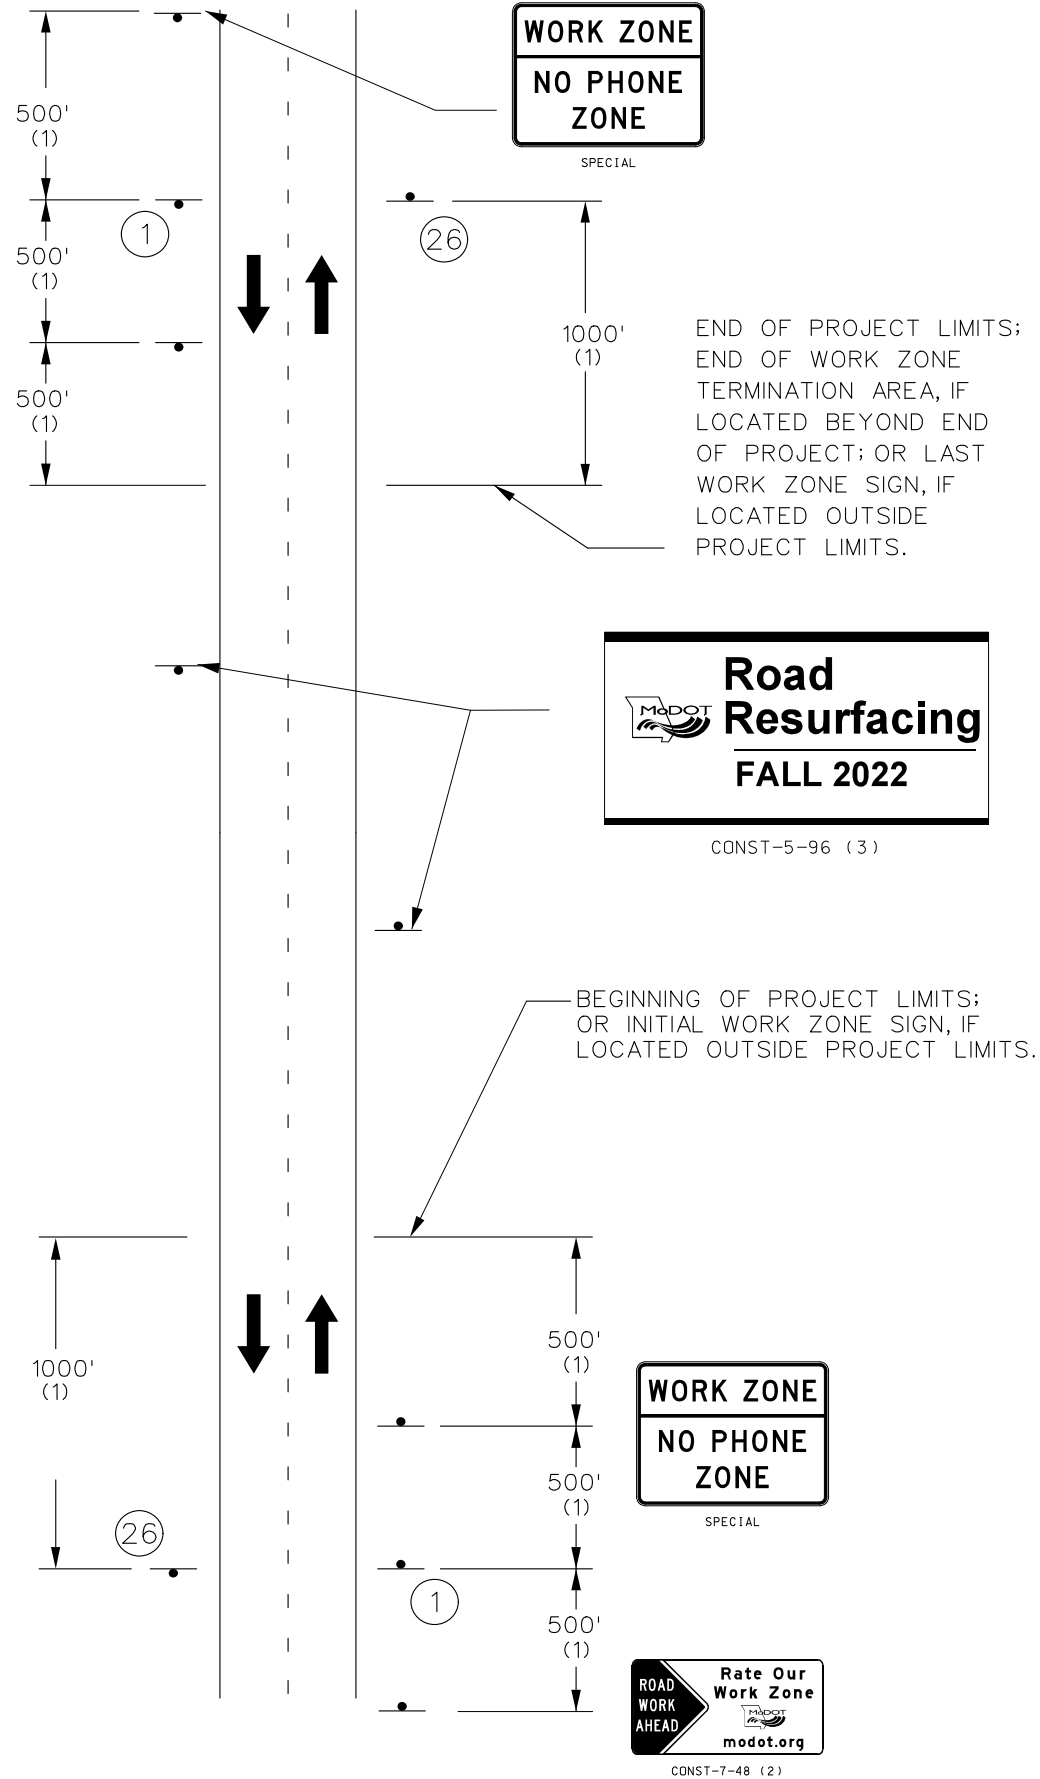 WORK ZONE
NO PHONE
ZONE
SPECIAL
500'
(1)
1
26
500'
(1)
1000'
(1)
500'
(1)
END OF PROJECT LIMITS;
END OF WORK ZONE
TERMINATION AREA, IF
LOCATED BEYOND END
OF PROJECT; OR LAST
WORK ZONE SIGN, IF
LOCATED OUTSIDE
PROJECT LIMITS.
MoDOT
Road
Resurfacing
FALL 2022
CONST-5-96 (3)
BEGINNING OF PROJECT LIMITS;
OR INITIAL WORK ZONE SIGN, IF
LOCATED OUTSIDE PROJECT LIMITS.
1000'
(1)
500'
(1)
WORK ZONE
NO PHONE
ZONE
SPECIAL
500'
(1)
26
1
500'
(1)
ROAD
WORK
AHEAD
Rate Our
Work Zone
MoDOT
modot.org
CONST-7-48 (2)